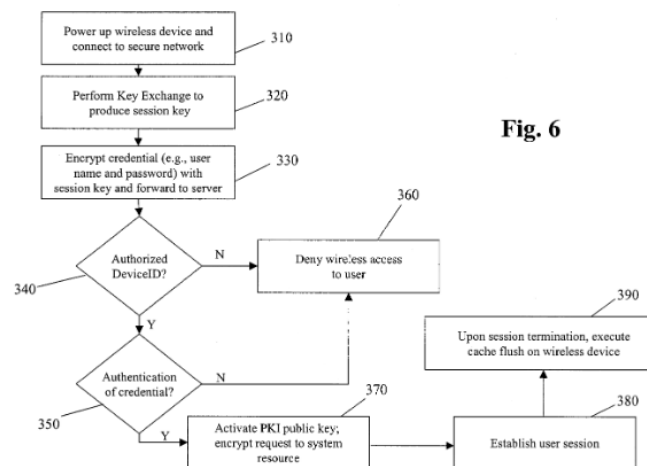 Power up wireless device and
connect to secure network
310
Perform Key Exchange to
produce session key
320
Fig. 6
Encrypt credential (e.g., user
name and password) with
session key and forward to server
330
360
Authorized
DeviceID?
N
Deny wireless access
to user
340
Y
390
Upon session termination, execute
cache flush on wireless device
Authentication
of credential?
N
350
370
380
Y
Activate PKI public key;
encrypt request to system
resource
Establish user session